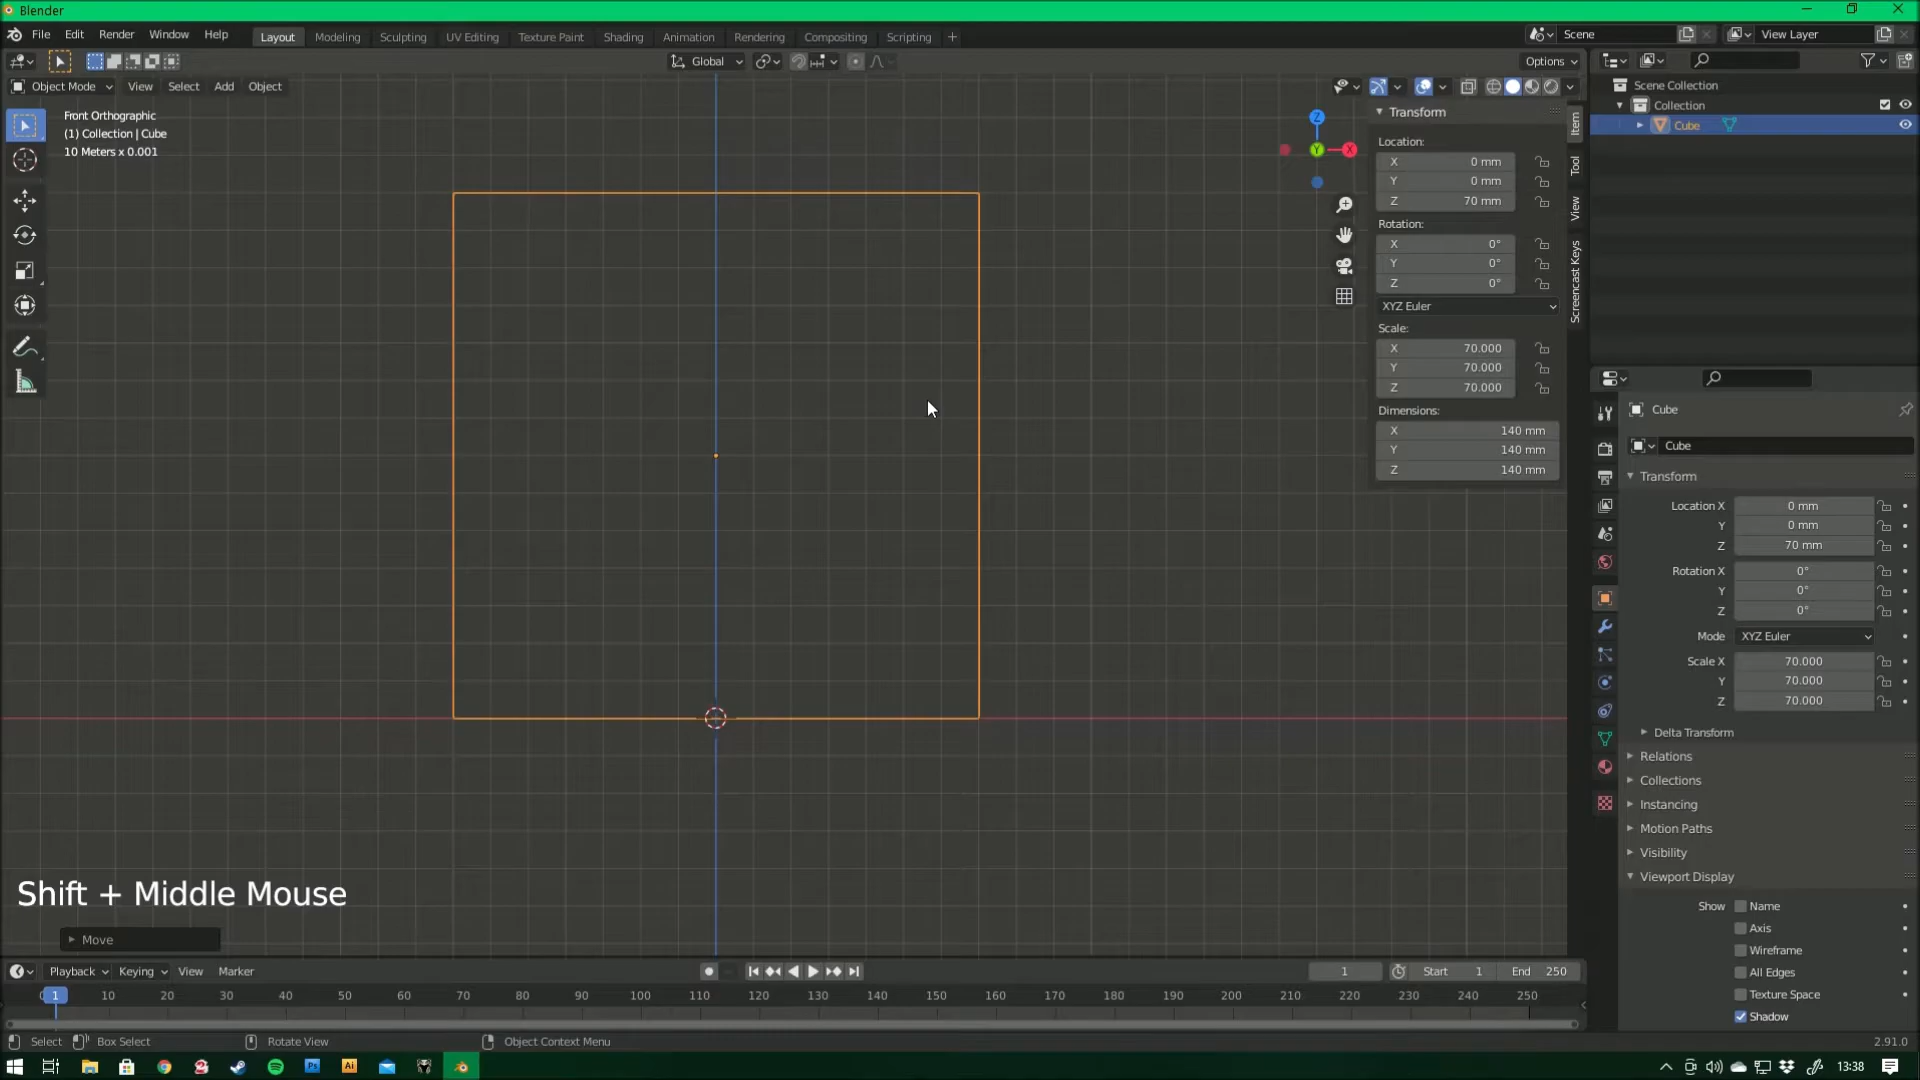 Blender
File Edit Render Window Help
Layout Modeling Sculpting UV Editing Texture Paint Shading Animation Rendering Compositing Scripting +
Scene
View Layer
Global
Options
Object Mode View Select Add Object
Front Orthographic
(1) Collection | Cube
10 Meters x 0.001
Z
Y
X
Transform
Location:
X 0 mm
Y 0 mm
Z 70 mm
Rotation:
X 0°
Y 0°
Z 0°
XYZ Euler
Scale:
X 70.000
Y 70.000
Z 70.000
Dimensions:
X 140 mm
Y 140 mm
Z 140 mm
Item
Tool
View
Screencast Keys
Scene Collection
Collection
Cube
Cube
Cube
Transform
Location X 0 mm
Y 0 mm
Z 70 mm
Rotation X 0°
Y 0°
Z 0°
Mode XYZ Euler
Scale X 70.000
Y 70.000
Z 70.000
Delta Transform
Relations
Collections
Instancing
Motion Paths
Visibility
Viewport Display
Show Name
Axis
Wireframe
All Edges
Texture Space
Shadow
Shift + Middle Mouse
Move
Playback Keying View Marker
1 Start 1 End 250
0 1 10 20 30 40 50 60 70 80 90 100 110 120 130 140 150 160 170 180 190 200 210 220 230 240 250
Select Box Select Rotate View Object Context Menu 2.91.0
Ps Ai
13:38